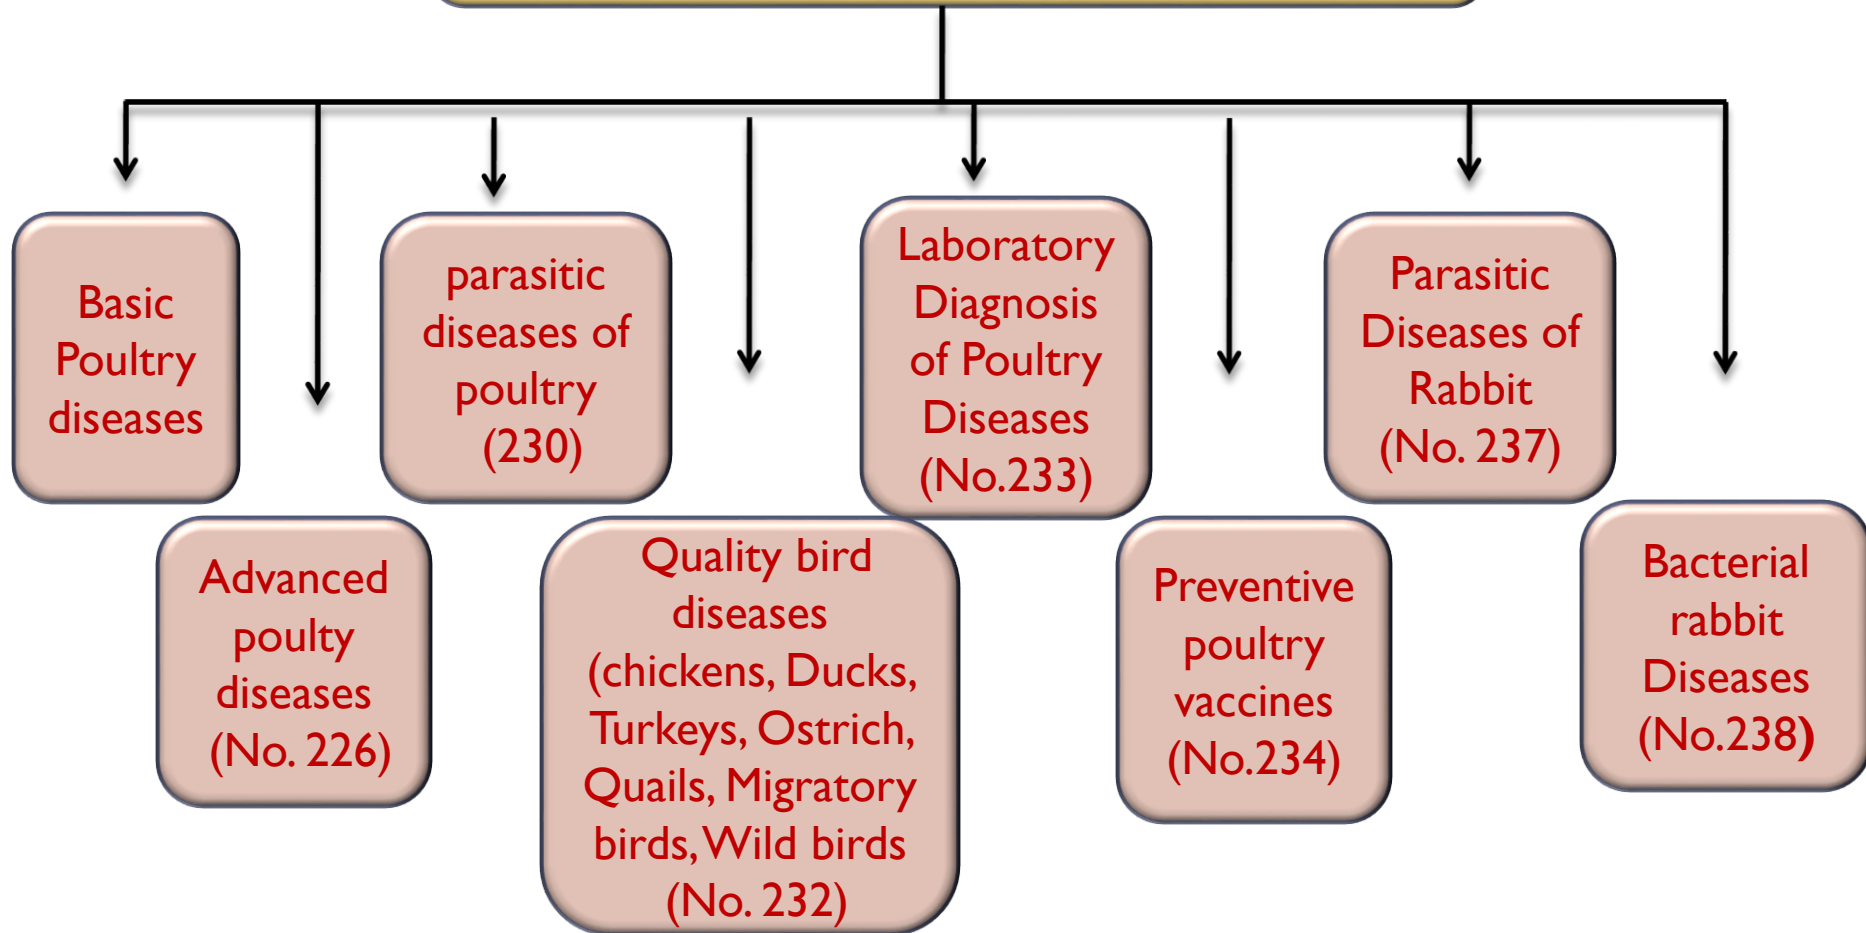 Basic
Poultry
diseases
Advanced
poulty
diseases
(No. 226)
parasitic
diseases of
poultry
(230)
Quality bird
diseases
(chickens, Ducks,
Turkeys, Ostrich,
Quails, Migratory
birds, Wild birds
(No. 232)
Laboratory
Diagnosis
of Poultry
Diseases
(No.233)
Preventive
poultry
vaccines
(No.234)
Parasitic
Diseases of
Rabbit
(No. 237)
Bacterial
rabbit
Diseases
(No.238)